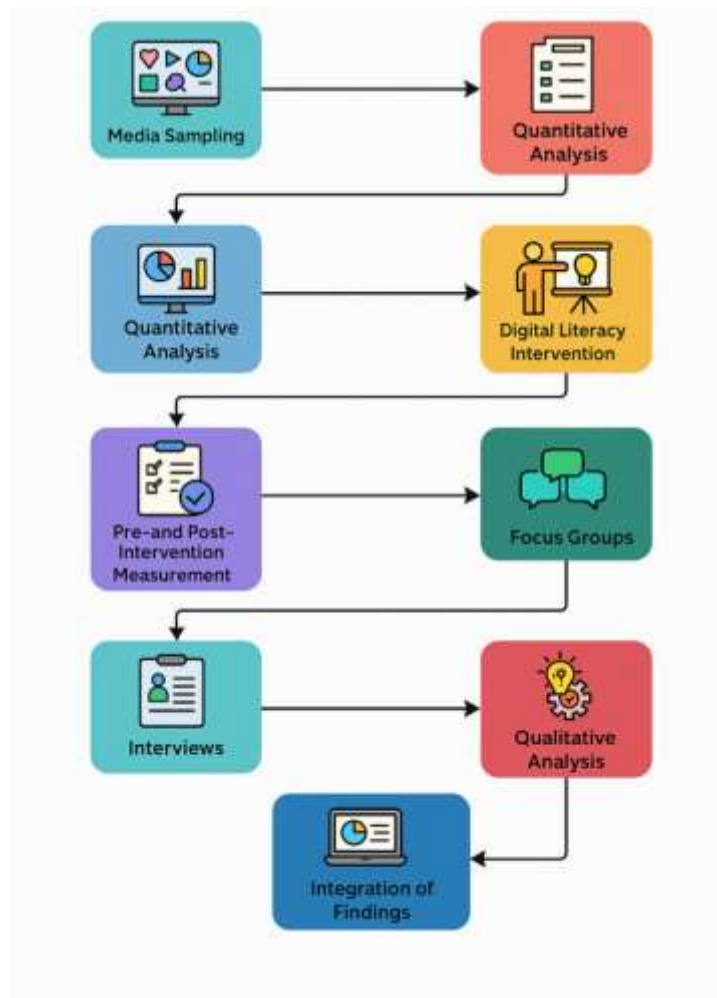 Media Sampling
Quantitative
Analysis
Quantitative
Analysis
Digital Literacy
Intervention
Pre-and Post-
Intervention
Measurement
Focus Groups
Interviews
Qualitative
Analysis
Integration of
Findings